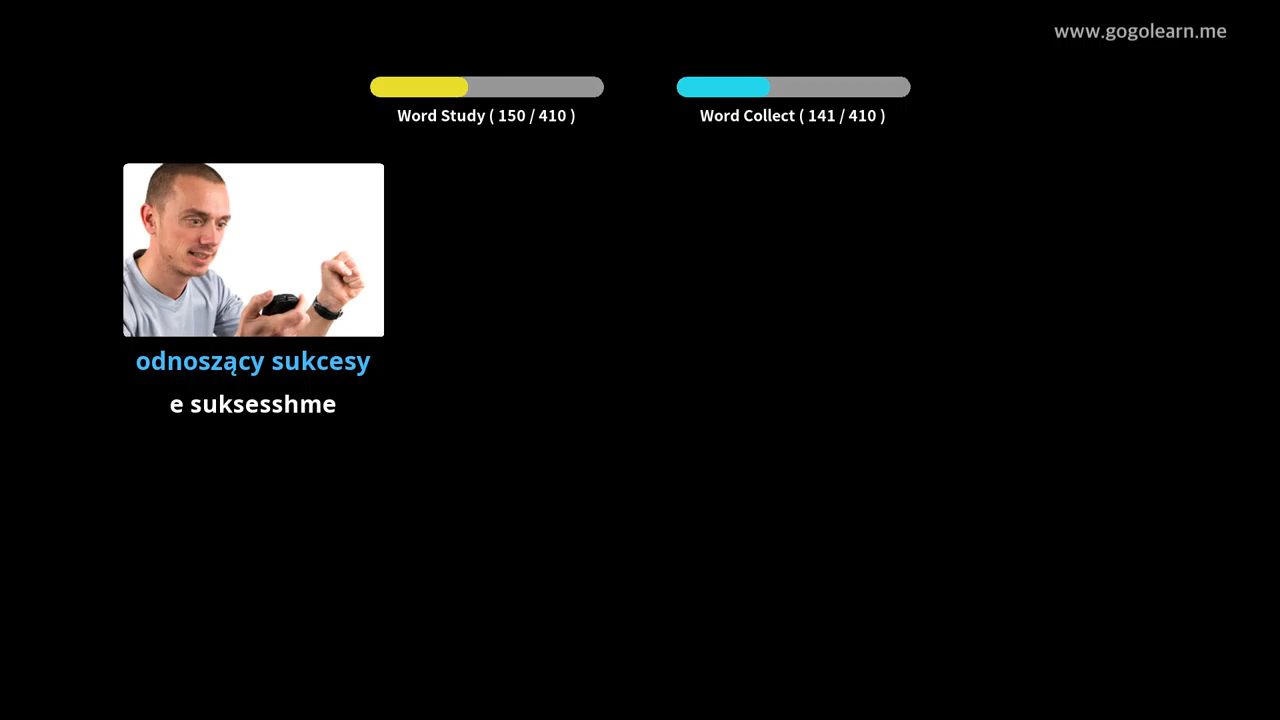 www.gogolearn.me
Word Study ( 150 / 410 )
Word Collect ( 141 / 410 )
odnoszący sukcesy
e suksesshme